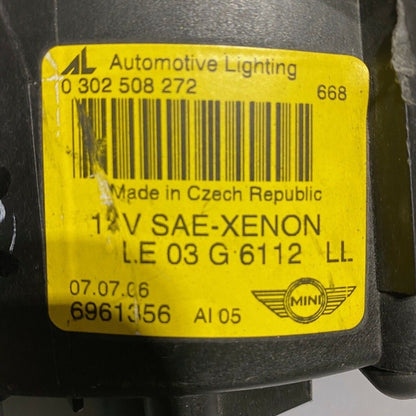 AL Automotive Lighting
0 302 508 272 668
Made in Czech Republic
12V SAE-XENON
LE 03 G 6112 LL
07.07.06
6961356 AI 05
MINI